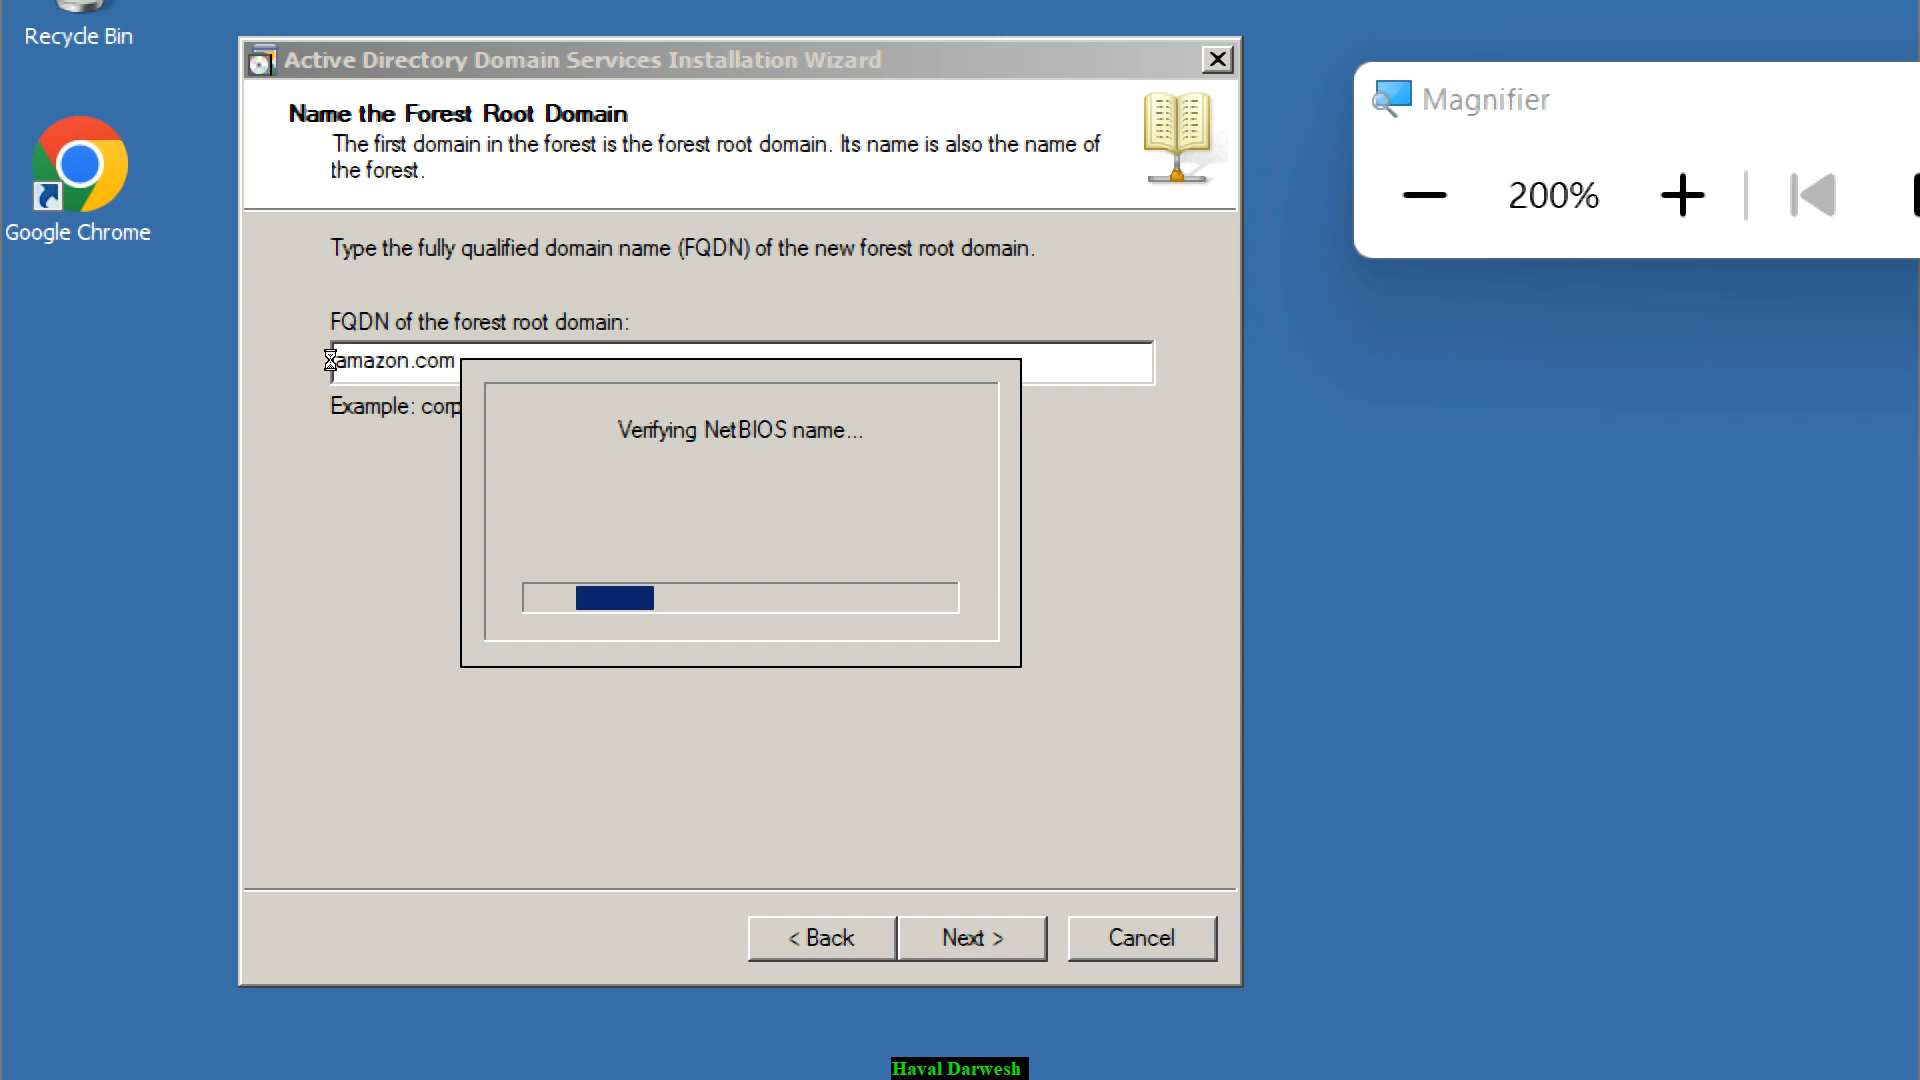 Recycle Bin
Google Chrome
Active Directory Domain Services Installation Wizard
Name the Forest Root Domain
The first domain in the forest is the forest root domain. Its name is also the name of
the forest.
Type the fully qualified domain name (FQDN) of the new forest root domain.
FQDN of the forest root domain:
amazon.com
Example: corp
Verifying NetBIOS name...
< Back
Next >
Cancel
Magnifier
200%
Haval Darwesh